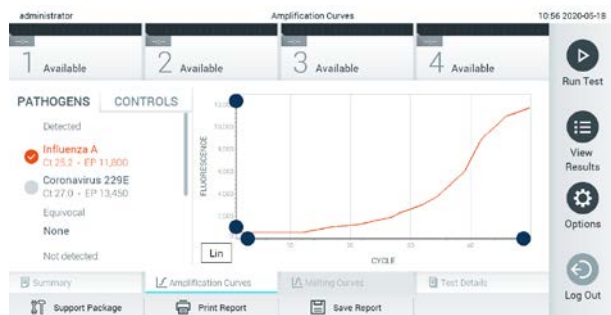 administrator Amplification Curves 10:56 2020-05-18
1 Available 2 Available 3 Available 4 Available
Run Test
PATHOGENS CONTROLS
Detected
Influenza A
Ct 25.2 - EP 11,800
Coronavirus 229E
Ct 27.0 - EP 13,450
Equivocal
None
Not detected
FLUORESCENCE
Lin
CYCLE
View
Results
Options
Log Out
Summary Amplification Curves Melting Curves Test Details
Support Package Print Report Save Report